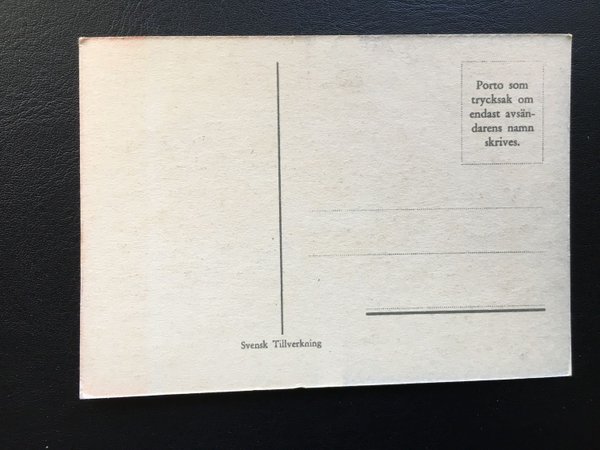 Porto som
trycksak om
endast avsän-
darens namn
skrives.
Svensk Tillverkning